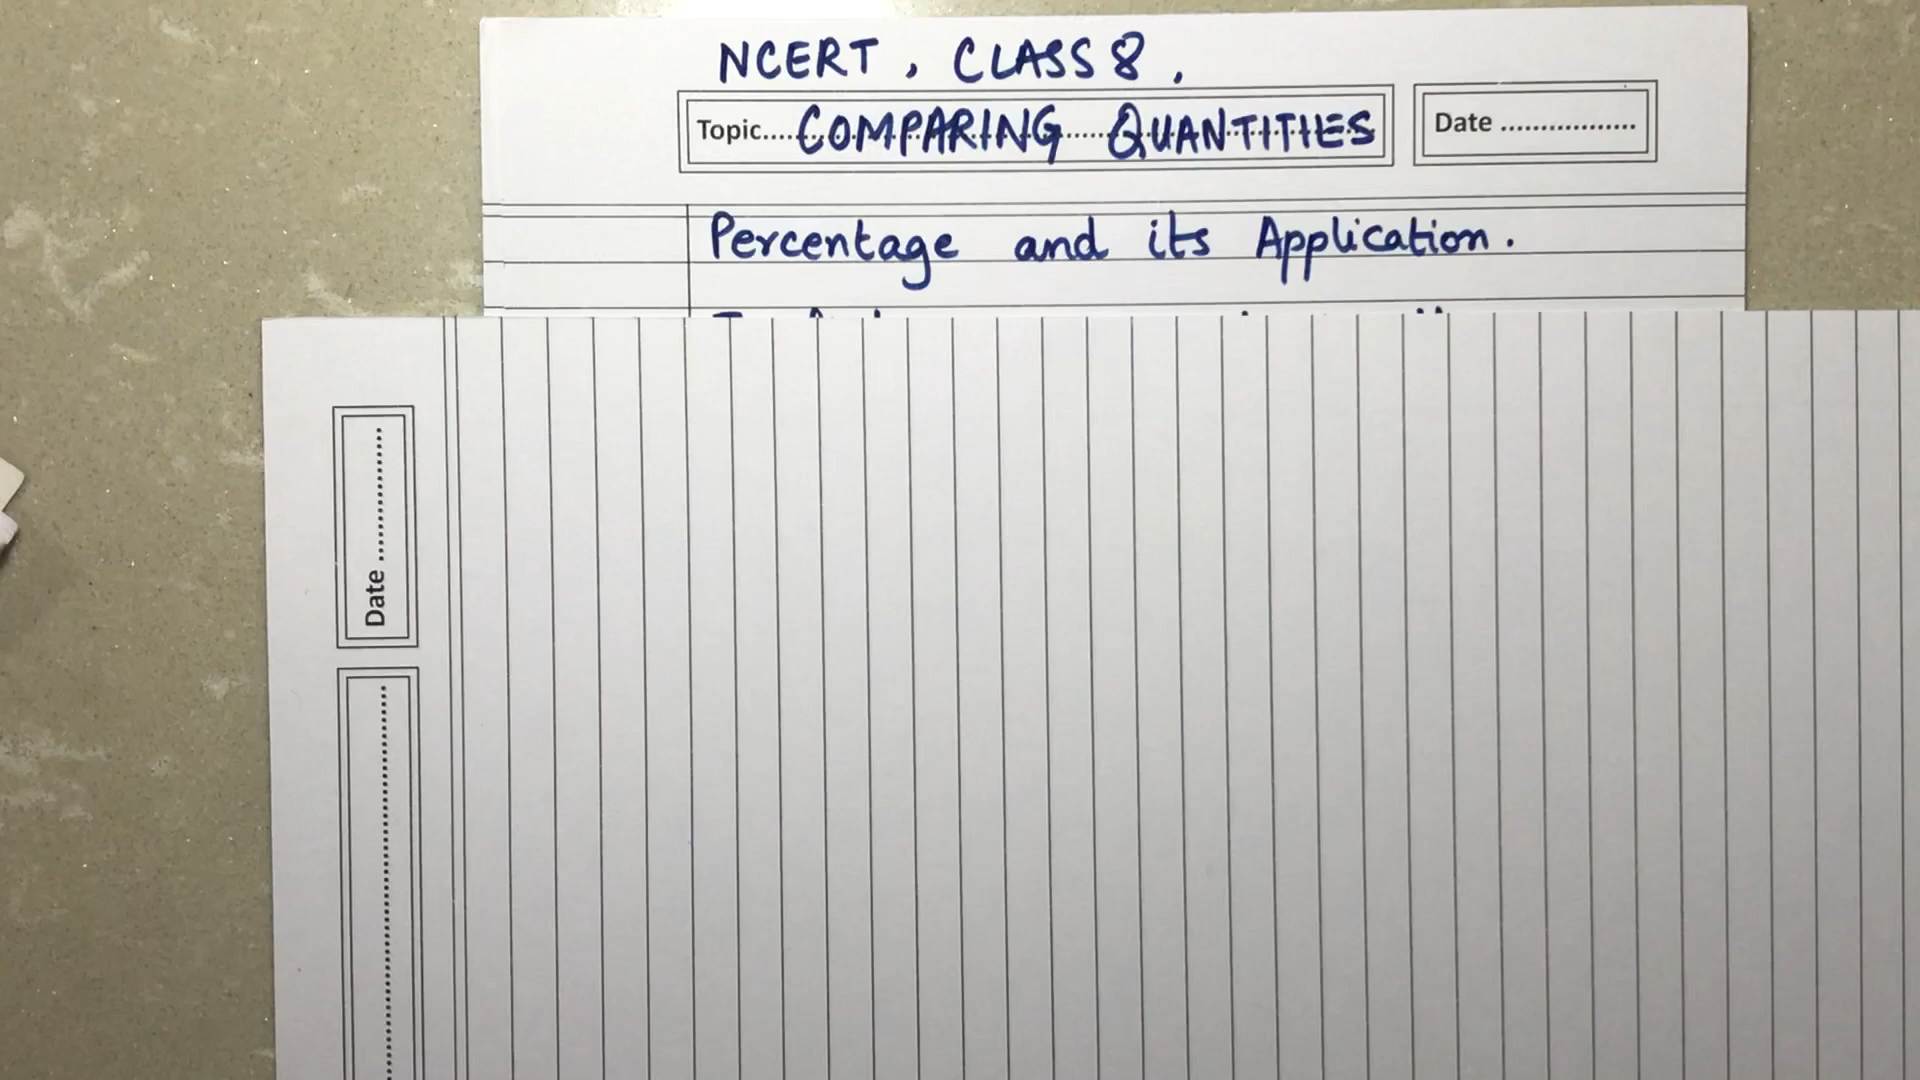 NCERT, CLASS 8,
Topic.....COMPARING QUANTITIES
Date .................
Percentage and its Application.
Date .................